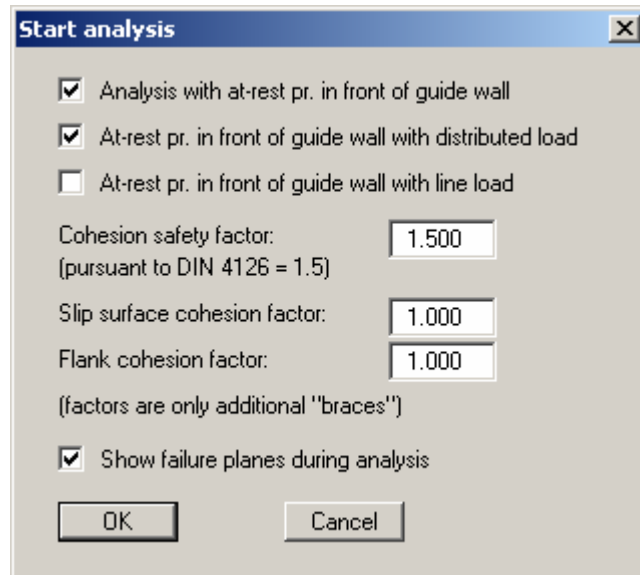 Start analysis
Analysis with at-rest pr. in front of guide wall
At-rest pr. in front of guide wall with distributed load
At-rest pr. in front of guide wall with line load
Cohesion safety factor: 1.500
(pursuant to DIN 4126 = 1.5)
Slip surface cohesion factor: 1.000
Flank cohesion factor: 1.000
(factors are only additional "braces")
Show failure planes during analysis
OK Cancel